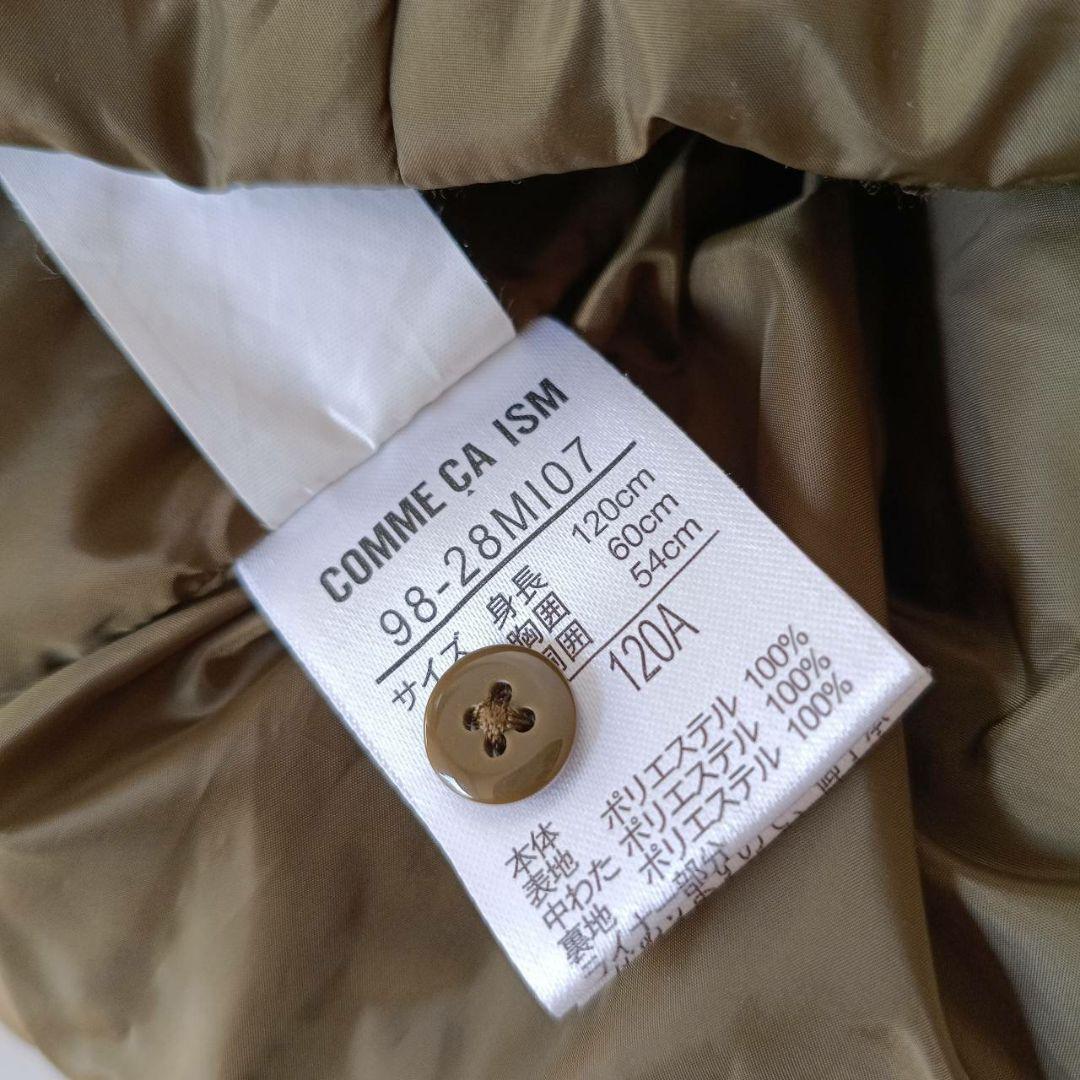 COMME ÇA ISM
98-28MI07
サイズ 身長 120cm
胸囲 60cm
胴囲 54cm
120A
本体
表地 ポリエステル 100%
中わた ポリエステル 100%
裏地 ポリエステル 100%